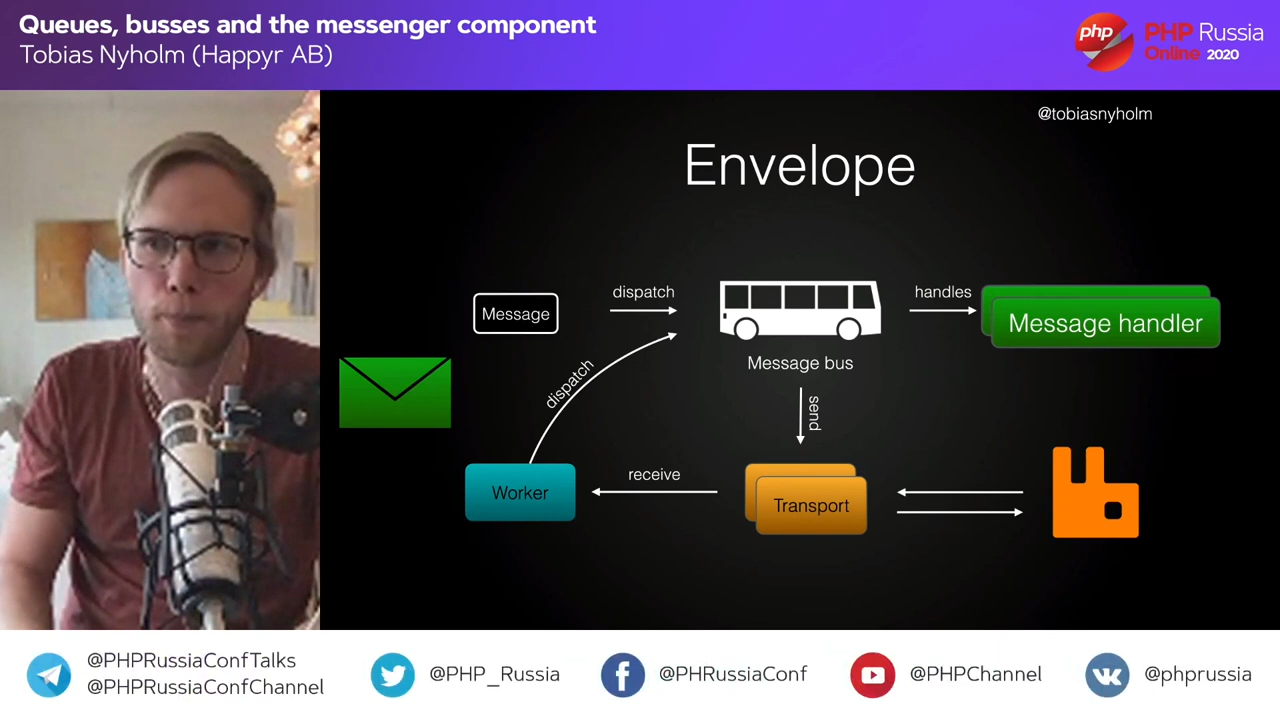 Queues, busses and the messenger component
Tobias Nyholm (Happyr AB)
php
PHP Russia
Online 2020
@tobiasnyholm
Envelope
Message
dispatch
handles
Message handler
Message bus
dispatch
send
Worker
receive
Transport
@PHPRussiaConfTalks
@PHPRussiaConfChannel
@PHP_Russia
@PHRussiaConf
@PHPChannel
@phprussia